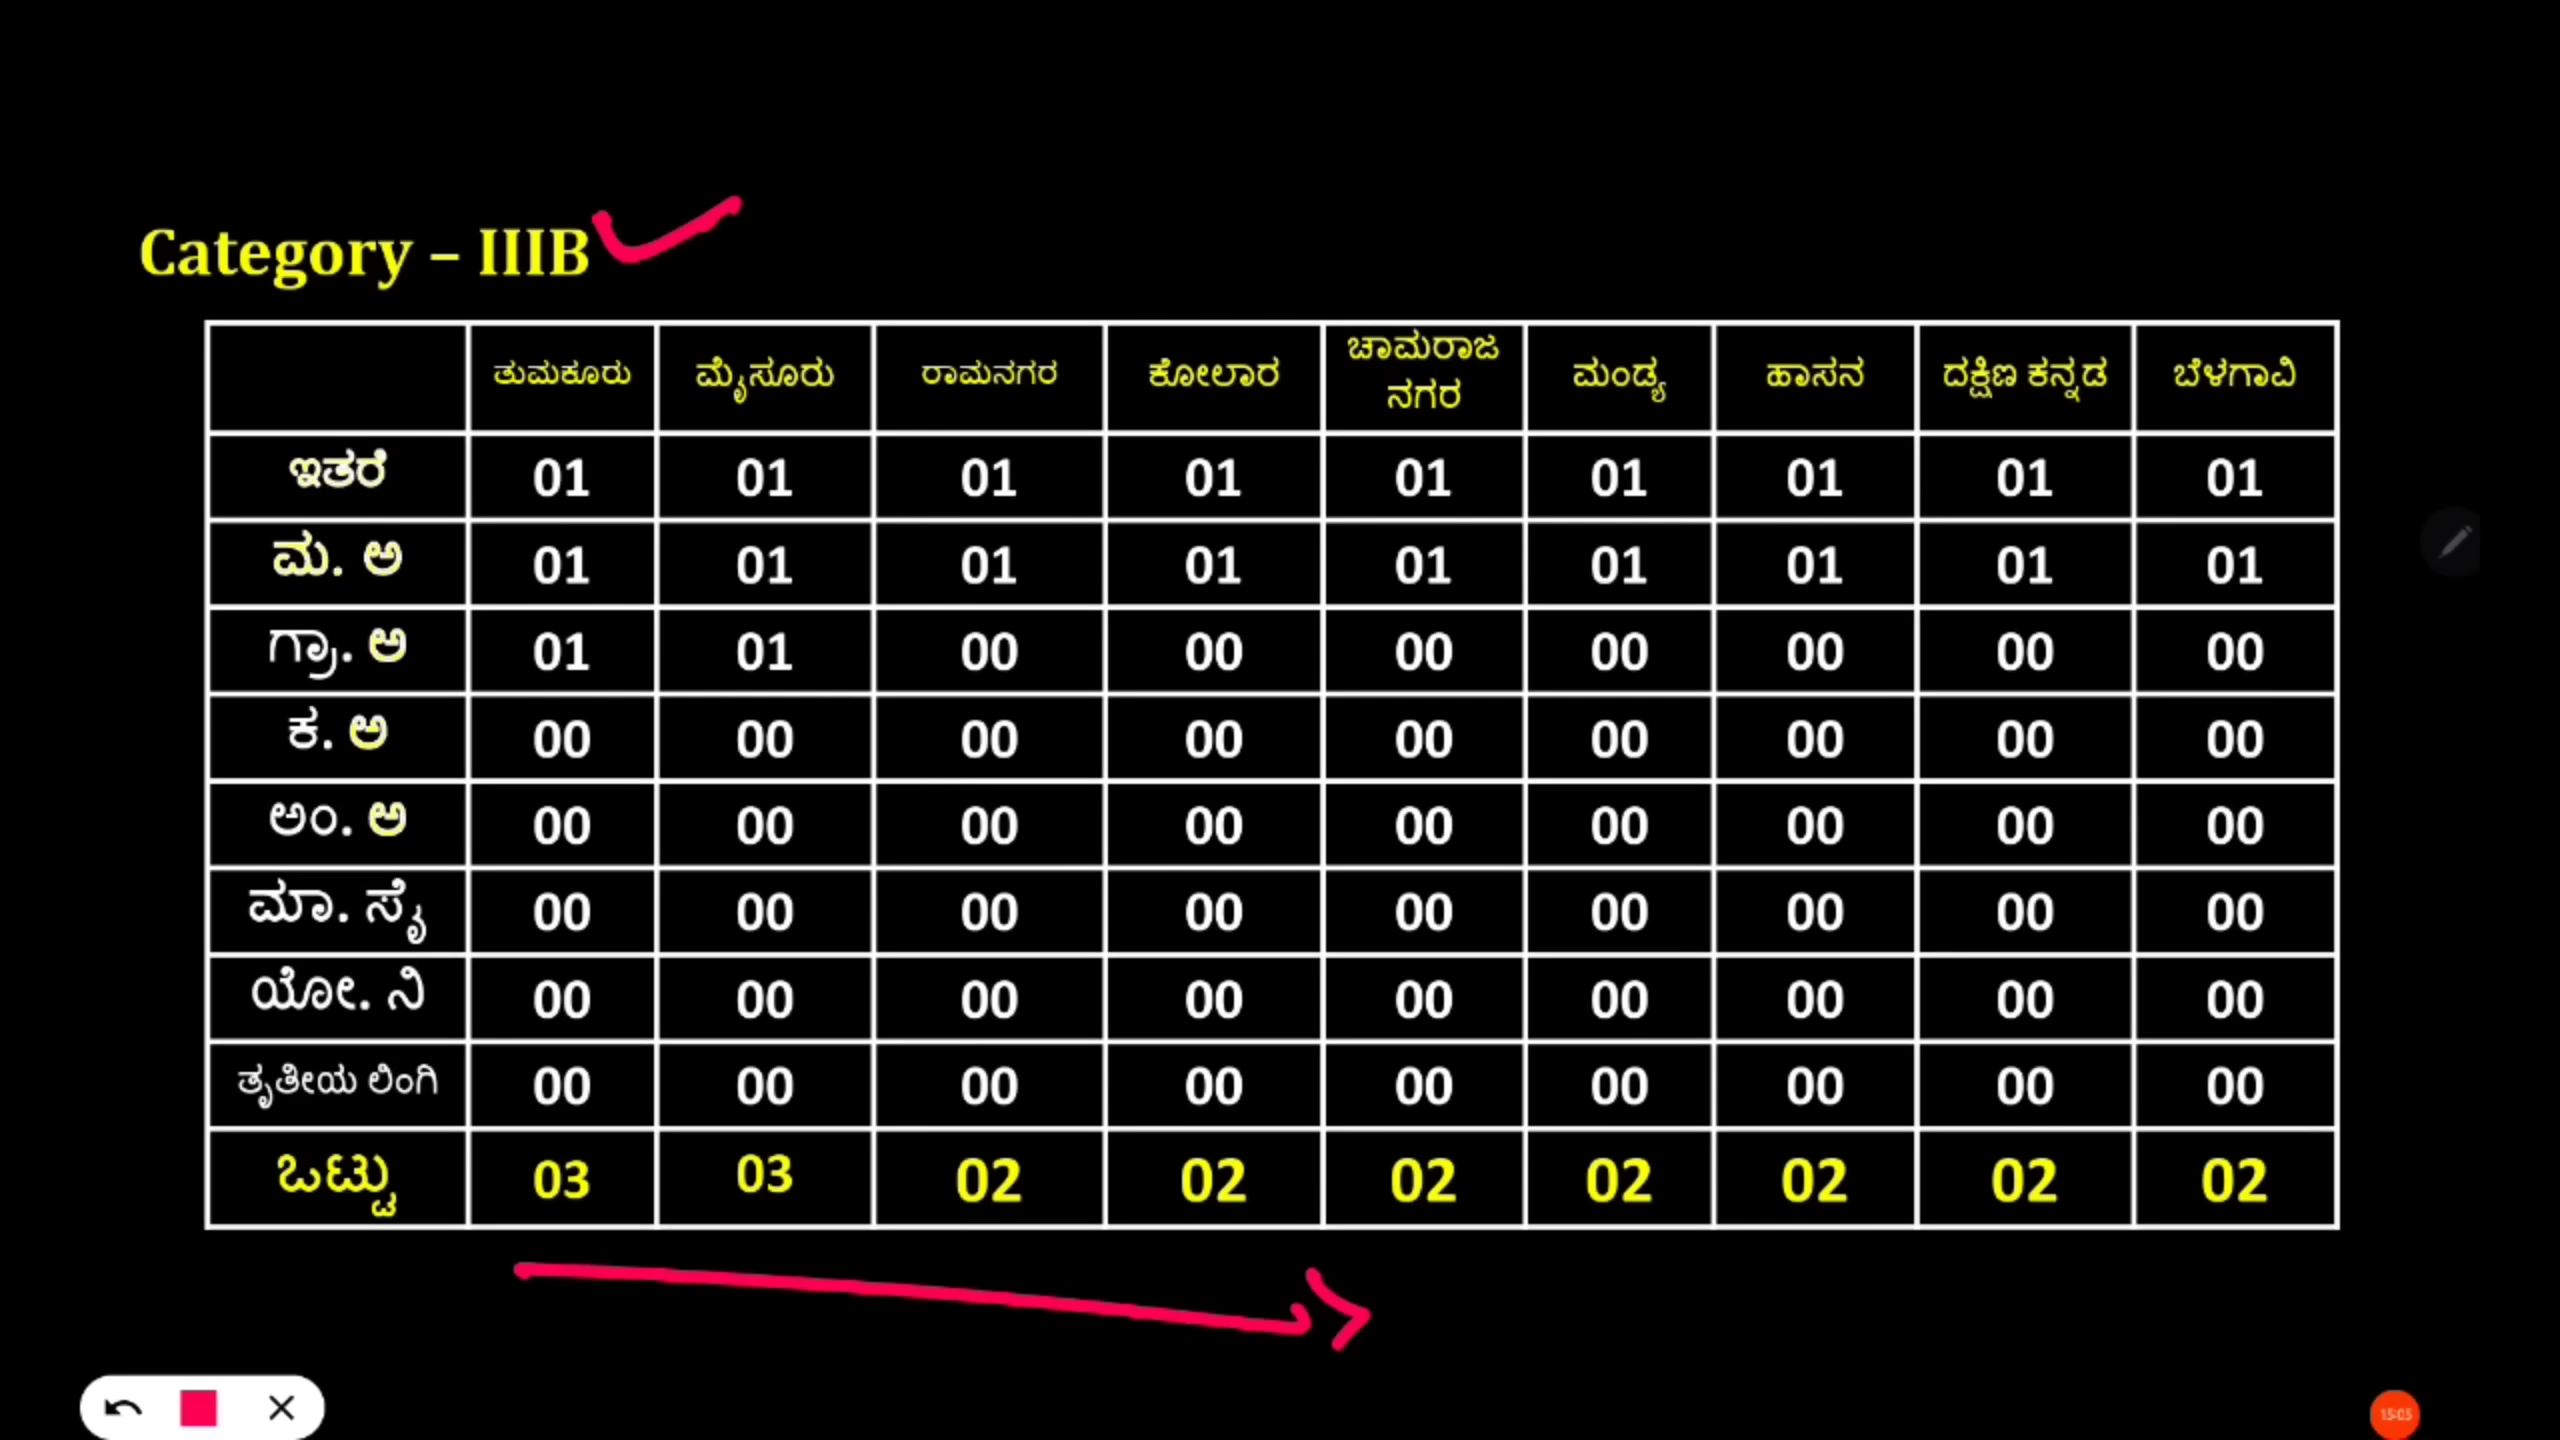 Category – IIIB
ತುಮಕೂರು ಮೈಸೂರು ರಾಮನಗರ ಕೋಲಾರ ಚಾಮರಾಜ ನಗರ ಮಂಡ್ಯ ಹಾಸನ ದಕ್ಷಿಣ ಕನ್ನಡ ಬೆಳಗಾವಿ
ಇತರೆ 01 01 01 01 01 01 01 01 01
ಮ. ಅ 01 01 01 01 01 01 01 01 01
ಗ್ರಾ. ಅ 01 01 00 00 00 00 00 00 00
ಕ. ಅ 00 00 00 00 00 00 00 00 00
ಅಂ. ಅ 00 00 00 00 00 00 00 00 00
ಮಾ. ಸೈ 00 00 00 00 00 00 00 00 00
ಯೋ. ನಿ 00 00 00 00 00 00 00 00 00
ತೃತೀಯ ಲಿಂಗಿ 00 00 00 00 00 00 00 00 00
ಒಟ್ಟು 03 03 02 02 02 02 02 02 02
15:05